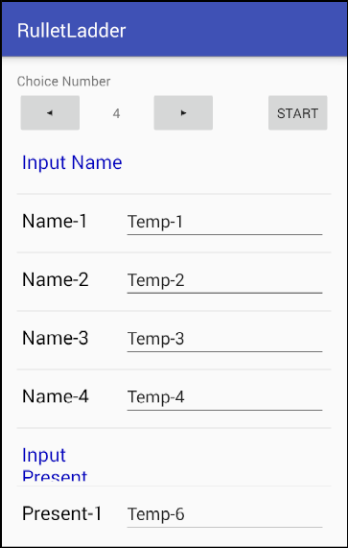 RulletLadder
Choice Number
◂ 4 ▸ START
Input Name
Name-1 Temp-1
Name-2 Temp-2
Name-3 Temp-3
Name-4 Temp-4
Input
Present
Present-1 Temp-6